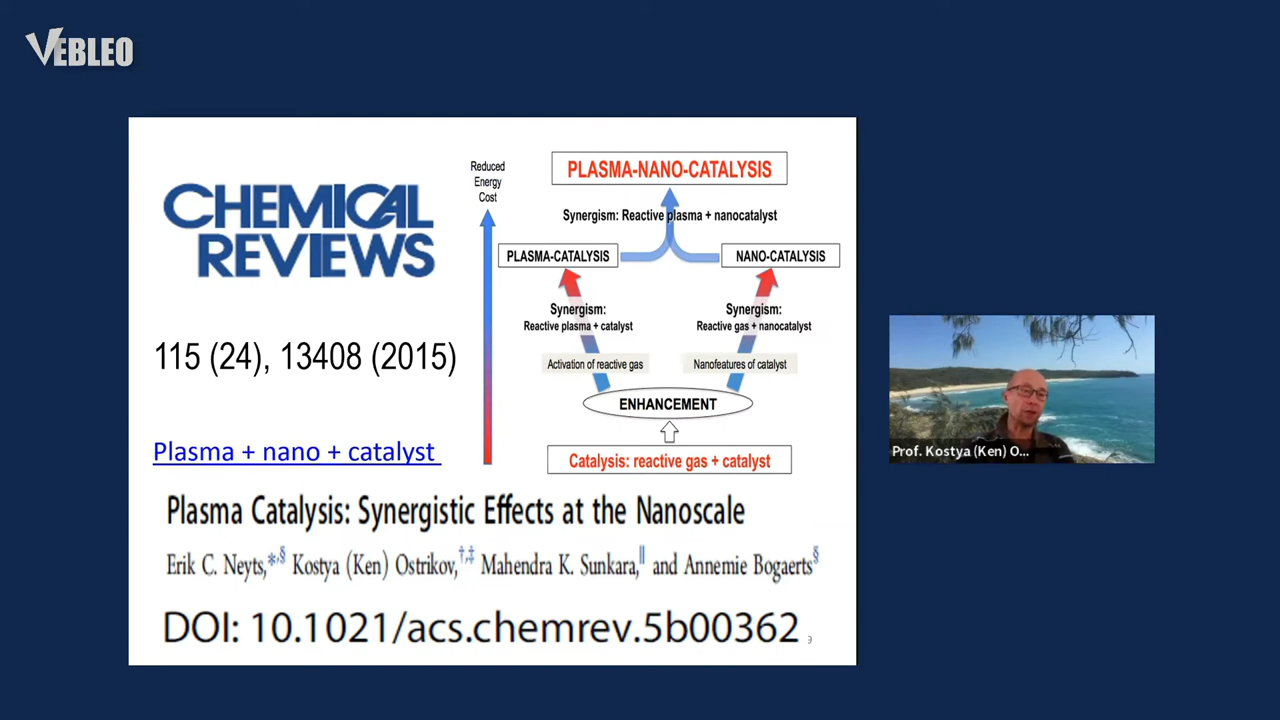 VEBLEO
CHEMICAL
REVIEWS
115 (24), 13408 (2015)
Plasma + nano + catalyst
Reduced
Energy
Cost
PLASMA-NANO-CATALYSIS
Synergism: Reactive plasma + nanocatalyst
PLASMA-CATALYSIS
NANO-CATALYSIS
Synergism:
Reactive plasma + catalyst
Synergism:
Reactive gas + nanocatalyst
Activation of reactive gas
Nanofeatures of catalyst
ENHANCEMENT
Catalysis: reactive gas + catalyst
Plasma Catalysis: Synergistic Effects at the Nanoscale
Erik C. Neyts,*,§ Kostya (Ken) Ostrikov,†,‡ Mahendra K. Sunkara,∥ and Annemie Bogaerts§
DOI: 10.1021/acs.chemrev.5b00362
9
Prof. Kostya (Ken) O...